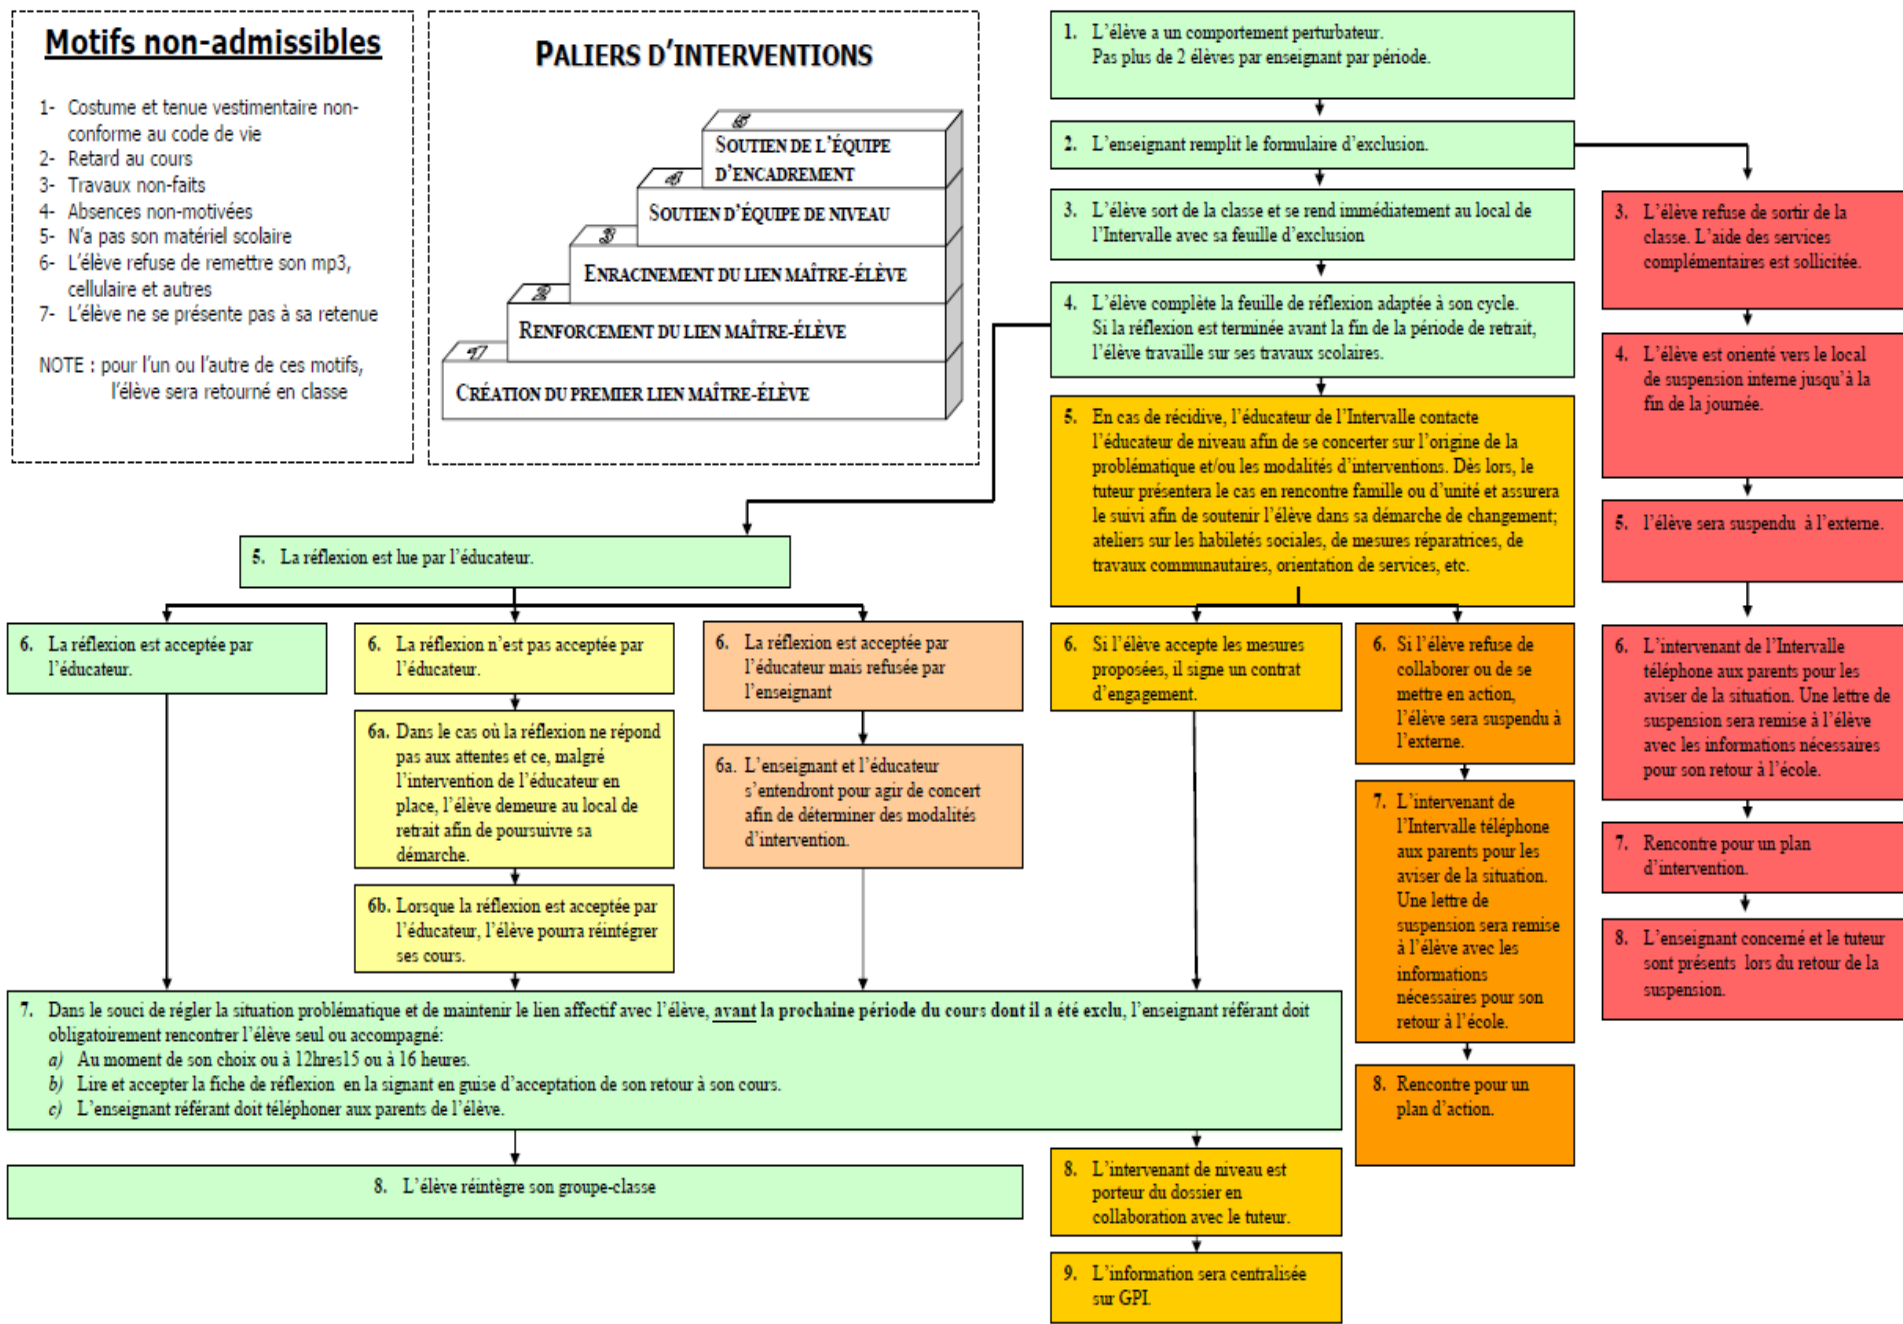 Motifs non-admissibles
1- Costume et tenue vestimentaire non-
conforme au code de vie
2- Retard au cours
3- Travaux non-faits
4- Absences non-motivées
5- N'a pas son matériel scolaire
6- L'élève refuse de remettre son mp3,
cellulaire et autres
7- L'élève ne se présente pas à sa retenue
NOTE : pour l'un ou l'autre de ces motifs,
l'élève sera retourné en classe
PALIERS D'INTERVENTIONS
5
SOUTIEN DE L'ÉQUIPE
D'ENCADREMENT
4
SOUTIEN D'ÉQUIPE DE NIVEAU
3
ENRACINEMENT DU LIEN MAÎTRE-ÉLÈVE
2
RENFORCEMENT DU LIEN MAÎTRE-ÉLÈVE
1
CRÉATION DU PREMIER LIEN MAÎTRE-ÉLÈVE
1. L'élève a un comportement perturbateur.
Pas plus de 2 élèves par enseignant par période.
2. L'enseignant remplit le formulaire d'exclusion.
3. L'élève sort de la classe et se rend immédiatement au local de
l'Intervalle avec sa feuille d'exclusion
4. L'élève complète la feuille de réflexion adaptée à son cycle.
Si la réflexion est terminée avant la fin de la période de retrait,
l'élève travaille sur ses travaux scolaires.
5. En cas de récidive, l'éducateur de l'Intervalle contacte
l'éducateur de niveau afin de se concerter sur l'origine de la
problématique et/ou les modalités d'interventions. Dès lors, le
tuteur présentera le cas en rencontre famille ou d'unité et assurera
le suivi afin de soutenir l'élève dans sa démarche de changement;
ateliers sur les habiletés sociales, de mesures réparatrices, de
travaux communautaires, orientation de services, etc.
3. L'élève refuse de sortir de la
classe. L'aide des services
complémentaires est sollicitée.
4. L'élève est orienté vers le local
de suspension interne jusqu'à la
fin de la journée.
5. l'élève sera suspendu à l'externe.
6. L'intervenant de l'Intervalle
téléphone aux parents pour les
aviser de la situation. Une lettre de
suspension sera remise à l'élève
avec les informations nécessaires
pour son retour à l'école.
7. Rencontre pour un plan
d'intervention.
8. L'enseignant concerné et le tuteur
sont présents lors du retour de la
suspension.
5. La réflexion est lue par l'éducateur.
6. La réflexion est acceptée par
l'éducateur.
6. La réflexion n'est pas acceptée par
l'éducateur.
6a. Dans le cas où la réflexion ne répond
pas aux attentes et ce, malgré
l'intervention de l'éducateur en
place, l'élève demeure au local de
retrait afin de poursuivre sa
démarche.
6b. Lorsque la réflexion est acceptée par
l'éducateur, l'élève pourra réintégrer
ses cours.
6. La réflexion est acceptée par
l'éducateur mais refusée par
l'enseignant
6a. L'enseignant et l'éducateur
s'entendront pour agir de concert
afin de déterminer des modalités
d'intervention.
6. Si l'élève accepte les mesures
proposées, il signe un contrat
d'engagement.
6. Si l'élève refuse de
collaborer ou de se
mettre en action,
l'élève sera suspendu à
l'externe.
7. L'intervenant de
l'Intervalle téléphone
aux parents pour les
aviser de la situation.
Une lettre de
suspension sera remise
à l'élève avec les
informations
nécessaires pour son
retour à l'école.
8. Rencontre pour un
plan d'action.
7. Dans le souci de régler la situation problématique et de maintenir le lien affectif avec l'élève, avant la prochaine période du cours dont il a été exclu, l'enseignant référant doit
obligatoirement rencontrer l'élève seul ou accompagné:
a) Au moment de son choix ou à 12hres15 ou à 16 heures.
b) Lire et accepter la fiche de réflexion en la signant en guise d'acceptation de son retour à son cours.
c) L'enseignant référant doit téléphoner aux parents de l'élève.
8. L'élève réintègre son groupe-classe
8. L'intervenant de niveau est
porteur du dossier en
collaboration avec le tuteur.
9. L'information sera centralisée
sur GPI.